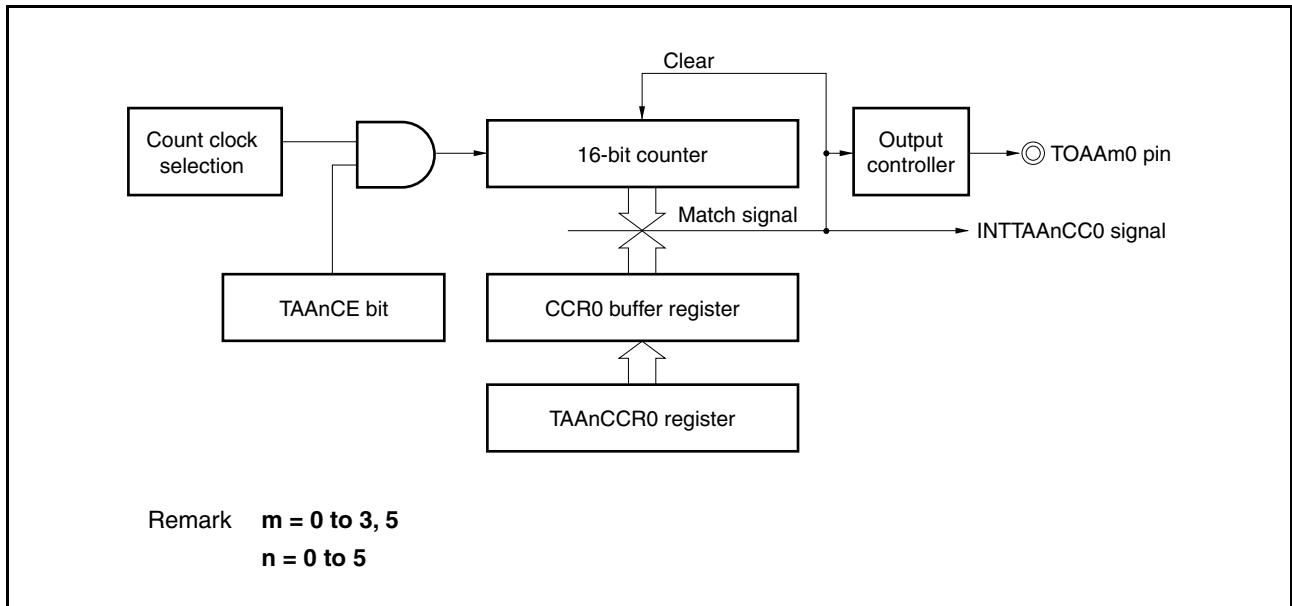 Clear
Count clock
selection
16-bit counter
Output
controller
TOAAm0 pin
Match signal
INTTAAnCC0 signal
TAAnCE bit
CCR0 buffer register
TAAnCCR0 register
Remark m = 0 to 3, 5
n = 0 to 5